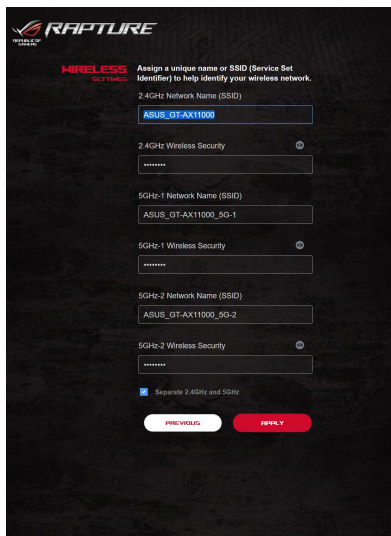 REPUBLIC OF
GAMERS
RAPTURE
WIRELESS
SETTINGS
Assign a unique name or SSID (Service Set
Identifier) to help identify your wireless network.
2.4GHz Network Name (SSID)
ASUS_GT-AX11000
2.4GHz Wireless Security
••••••••
5GHz-1 Network Name (SSID)
ASUS_GT-AX11000_5G-1
5GHz-1 Wireless Security
••••••••
5GHz-2 Network Name (SSID)
ASUS_GT-AX11000_5G-2
5GHz-2 Wireless Security
••••••••
Separate 2.4GHz and 5GHz
PREVIOUS
APPLY